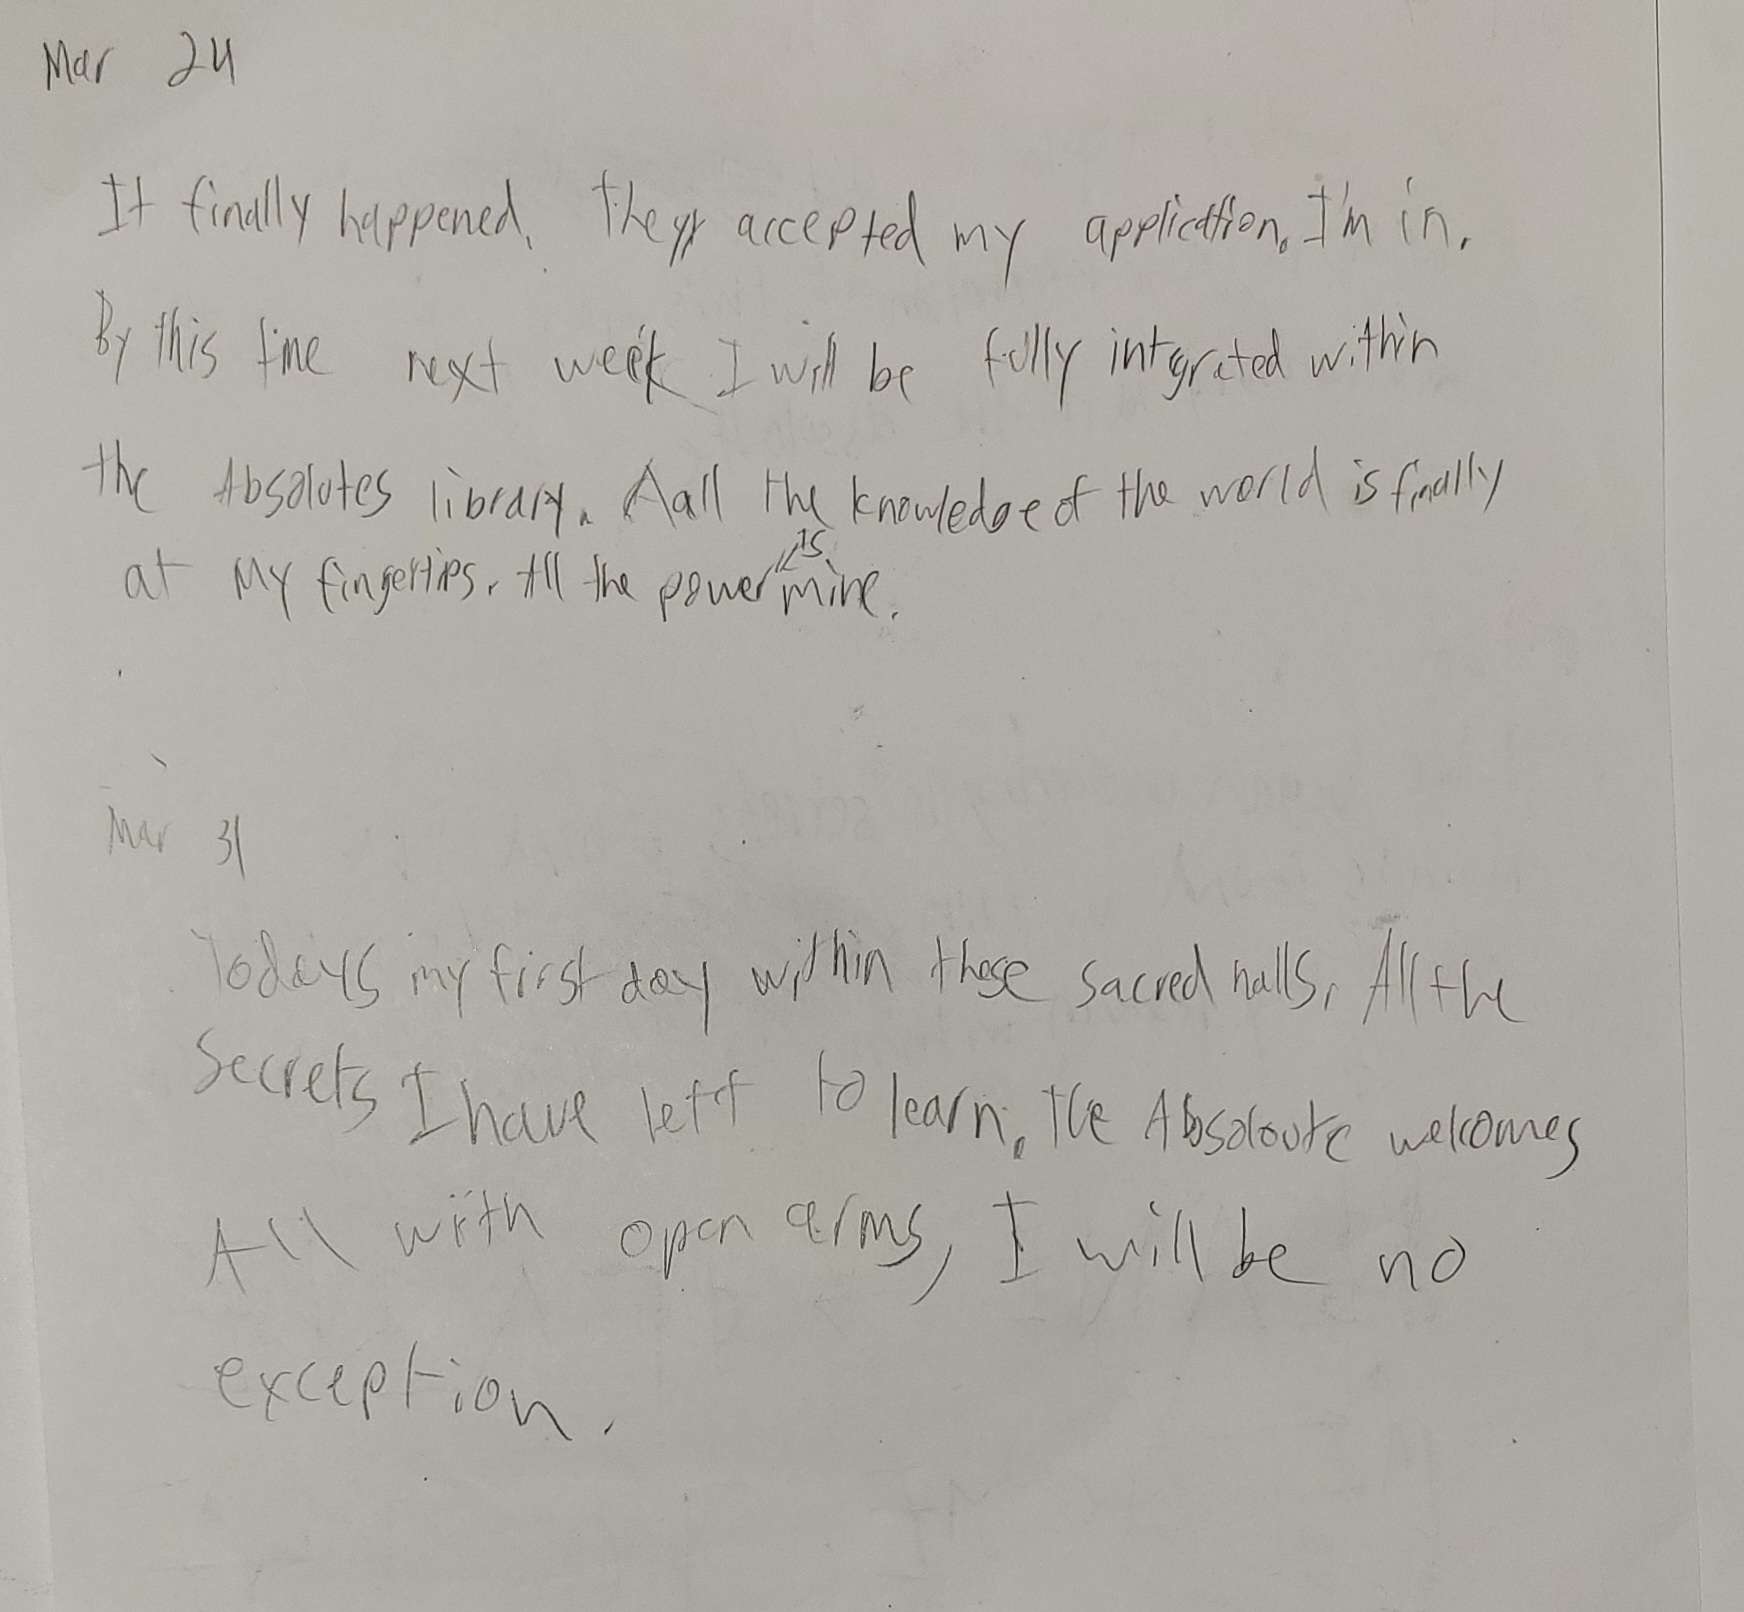 Mar 24
It finally happened. They accepted my application. I'm in.
By this time next week I will be fully intgrated within
the Absolutes library. Aall the knowledge of the world is finally
at my fingertips. All the power is mine.
Mar 31
Todays my first day within these sacred halls. All the
Secrets I have left to learn. The Absoloute welcomes
All with open arms, I will be no
exception.